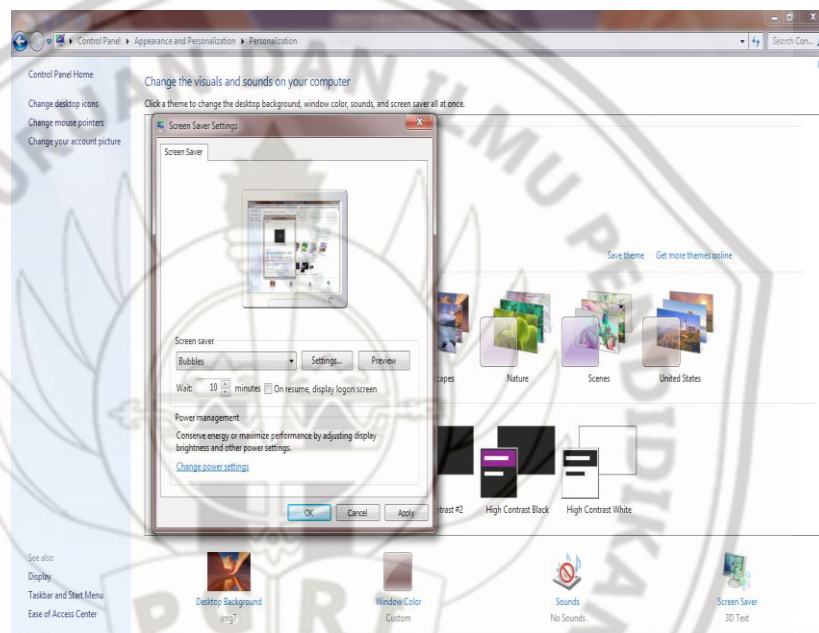 Control Panel ▸ Appearance and Personalization ▸ Personalization
Search Con...
Control Panel Home
Change desktop icons
Change mouse pointers
Change your account picture
Change the visuals and sounds on your computer
Click a theme to change the desktop background, window color, sounds, and screen saver all at once.
Screen Saver Settings
Screen Saver
Screen saver
Bubbles
Settings...
Preview
Wait: 10 minutes On resume, display logon screen
Power management
Conserve energy or maximize performance by adjusting display
brightness and other power settings.
Change power settings
OK
Cancel
Apply
Save theme
Get more themes online
capes
Nature
Scenes
United States
ntrast #2
High Contrast Black
High Contrast White
See also
Display
Taskbar and Start Menu
Ease of Access Center
Desktop Background
img7
Window Color
Custom
Sounds
No Sounds
Screen Saver
3D Text
URUAN DAN ILMU PENDIDIKAN
PGRI